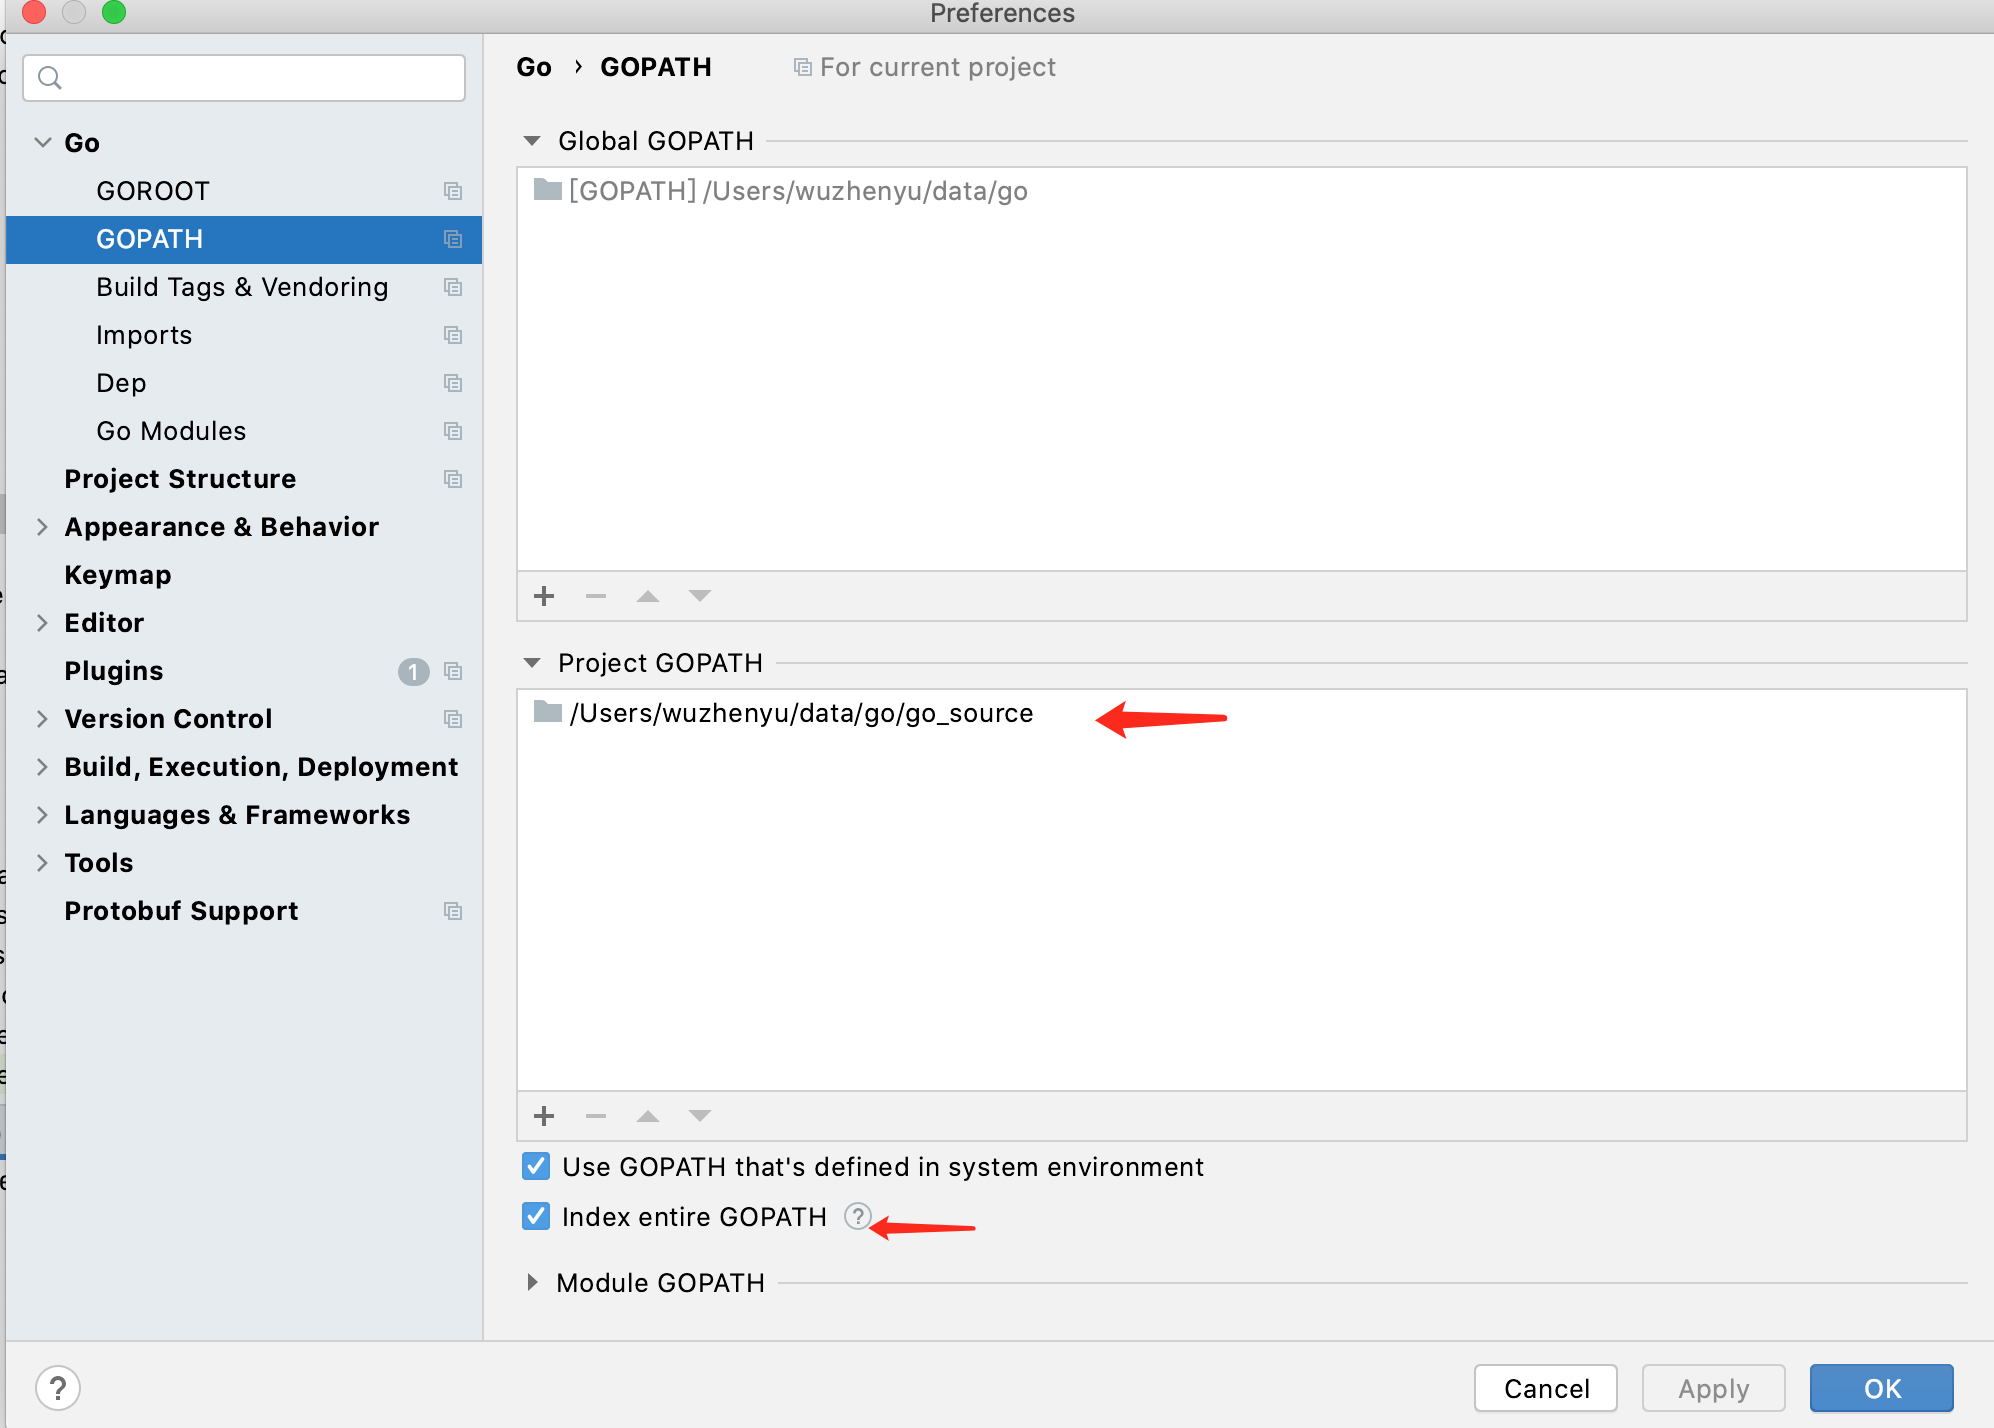 Preferences
Go › GOPATH For current project
Go
GOROOT
GOPATH
Build Tags & Vendoring
Imports
Dep
Go Modules
Project Structure
Appearance & Behavior
Keymap
Editor
Plugins 1
Version Control
Build, Execution, Deployment
Languages & Frameworks
Tools
Protobuf Support
Global GOPATH
[GOPATH] /Users/wuzhenyu/data/go
Project GOPATH
/Users/wuzhenyu/data/go/go_source
Use GOPATH that's defined in system environment
Index entire GOPATH ?
Module GOPATH
?
Cancel
Apply
OK